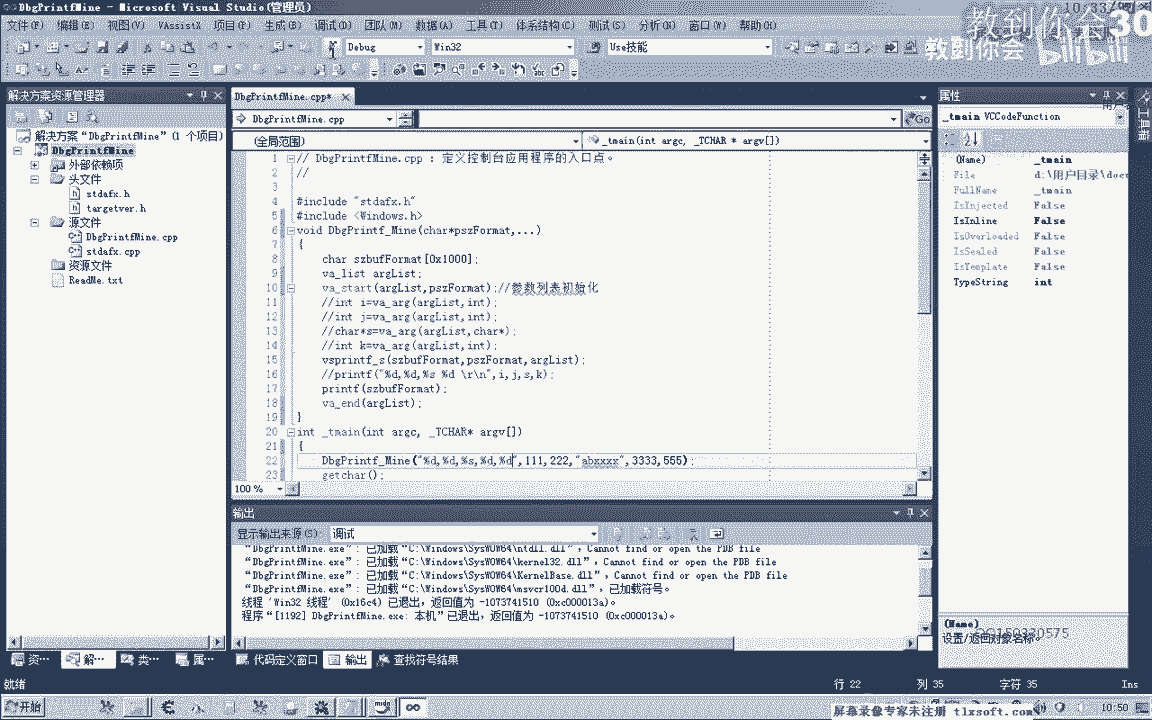 DbgPrintfMine - Microsoft Visual Studio(管理员)
文件(F) 编辑(E) 视图(V) VAssistX 项目(P) 生成(B) 调试(D) 团队(M) 数据(A) 工具(T) 体系结构(C) 测试(S) 分析(N) 窗口(W) 帮助(H)
教到你会30
教到你会 bilibili
Debug Win32 Use技能
解决方案资源管理器
解决方案“DbgPrintfMine”(1 个项目)
DbgPrintfMine
外部依赖项
头文件
stdafx.h
targetver.h
源文件
DbgPrintfMine.cpp
stdafx.cpp
资源文件
ReadMe.txt
DbgPrintfMine.cpp*
DbgPrintfMine.cpp Go
(全局范围) _tmain(int argc, _TCHAR * argv[])
1 // DbgPrintfMine.cpp : 定义控制台应用程序的入口点。
2 //
3
4 #include "stdafx.h"
5 #include <Windows.h>
6 void DbgPrintf_Mine(char*pszFormat,...)
7 {
8 char szbufFormat[0x1000];
9 va_list argList;
10 va_start(argList,pszFormat);//参数列表初始化
11 //int i=va_arg(argList,int);
12 //int j=va_arg(argList,int);
13 //char*s=va_arg(argList,char*);
14 //int k=va_arg(argList,int);
15 vsprintf_s(szbufFormat,pszFormat,argList);
16 //printf("%d,%d,%s %d \r\n",i,j,s,k);
17 printf(szbufFormat);
18 va_end(argList);
19 }
20 int _tmain(int argc, _TCHAR* argv[])
21 {
22 DbgPrintf_Mine("%d,%d,%s,%d,%d",111,222,"abxxxx",3333,555);
23 getchar();
100 %
属性
_tmain VCCodeFunction
(Name) _tmain
File d:\用户目录\docu
FullName _tmain
IsInjected False
IsInline False
IsOverloaded False
IsSealed False
IsTemplate False
TypeString int
(Name)
设置/返回对象名称。
工具箱
输出
显示输出来源(S): 调试
“DbgPrintfMine.exe”: 已加载“C:\Windows\SysWOW64\ntdll.dll”，Cannot find or open the PDB file
“DbgPrintfMine.exe”: 已加载“C:\Windows\SysWOW64\kernel32.dll”，Cannot find or open the PDB file
“DbgPrintfMine.exe”: 已加载“C:\Windows\SysWOW64\KernelBase.dll”，Cannot find or open the PDB file
“DbgPrintfMine.exe”: 已加载“C:\Windows\SysWOW64\msvcr100d.dll”，已加载符号。
线程 'Win32 线程' (0x16c4) 已退出，返回值为 -1073741510 (0xc000013a)。
程序“[1192] DbgPrintfMine.exe: 本机”已退出，返回值为 -1073741510 (0xc000013a)。
资… 解… 类… 属… 代码定义窗口 输出 查找符号结果
就绪 行 22 列 35 字符 35 Ins
开始 10:50
屏幕录像专家未注册 tlxsoft.com